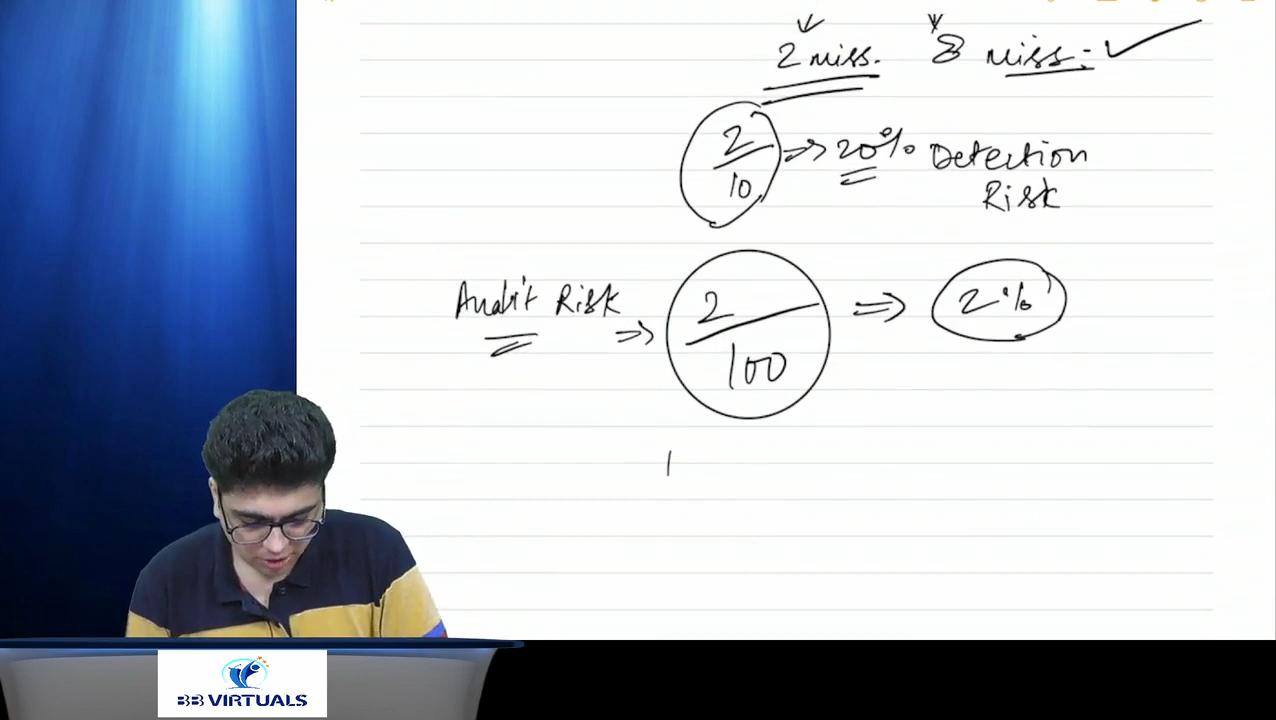 2 miss. 8 miss:
2/10 => 20% Detection
Risk
Audit Risk => 2/100 => 2%
BB VIRTUALS